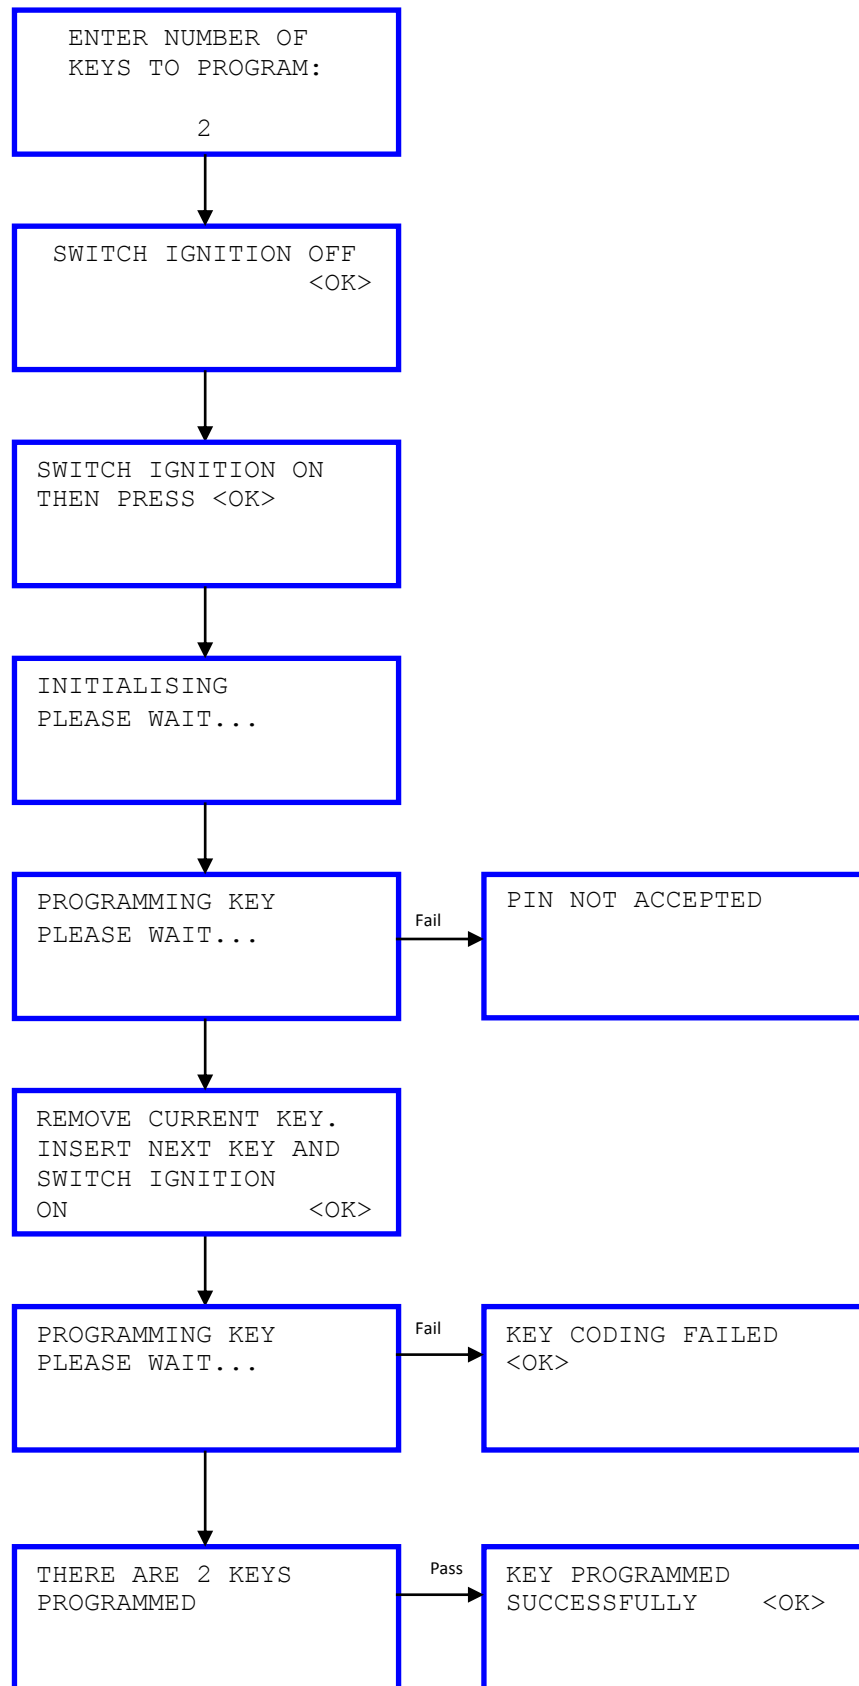 ENTER NUMBER OF
KEYS TO PROGRAM:
2
SWITCH IGNITION OFF
<OK>
SWITCH IGNITION ON
THEN PRESS <OK>
INITIALISING
PLEASE WAIT...
PROGRAMMING KEY
PLEASE WAIT...
Fail
PIN NOT ACCEPTED
REMOVE CURRENT KEY.
INSERT NEXT KEY AND
SWITCH IGNITION
ON <OK>
PROGRAMMING KEY
PLEASE WAIT...
Fail
KEY CODING FAILED
<OK>
THERE ARE 2 KEYS
PROGRAMMED
Pass
KEY PROGRAMMED
SUCCESSFULLY <OK>